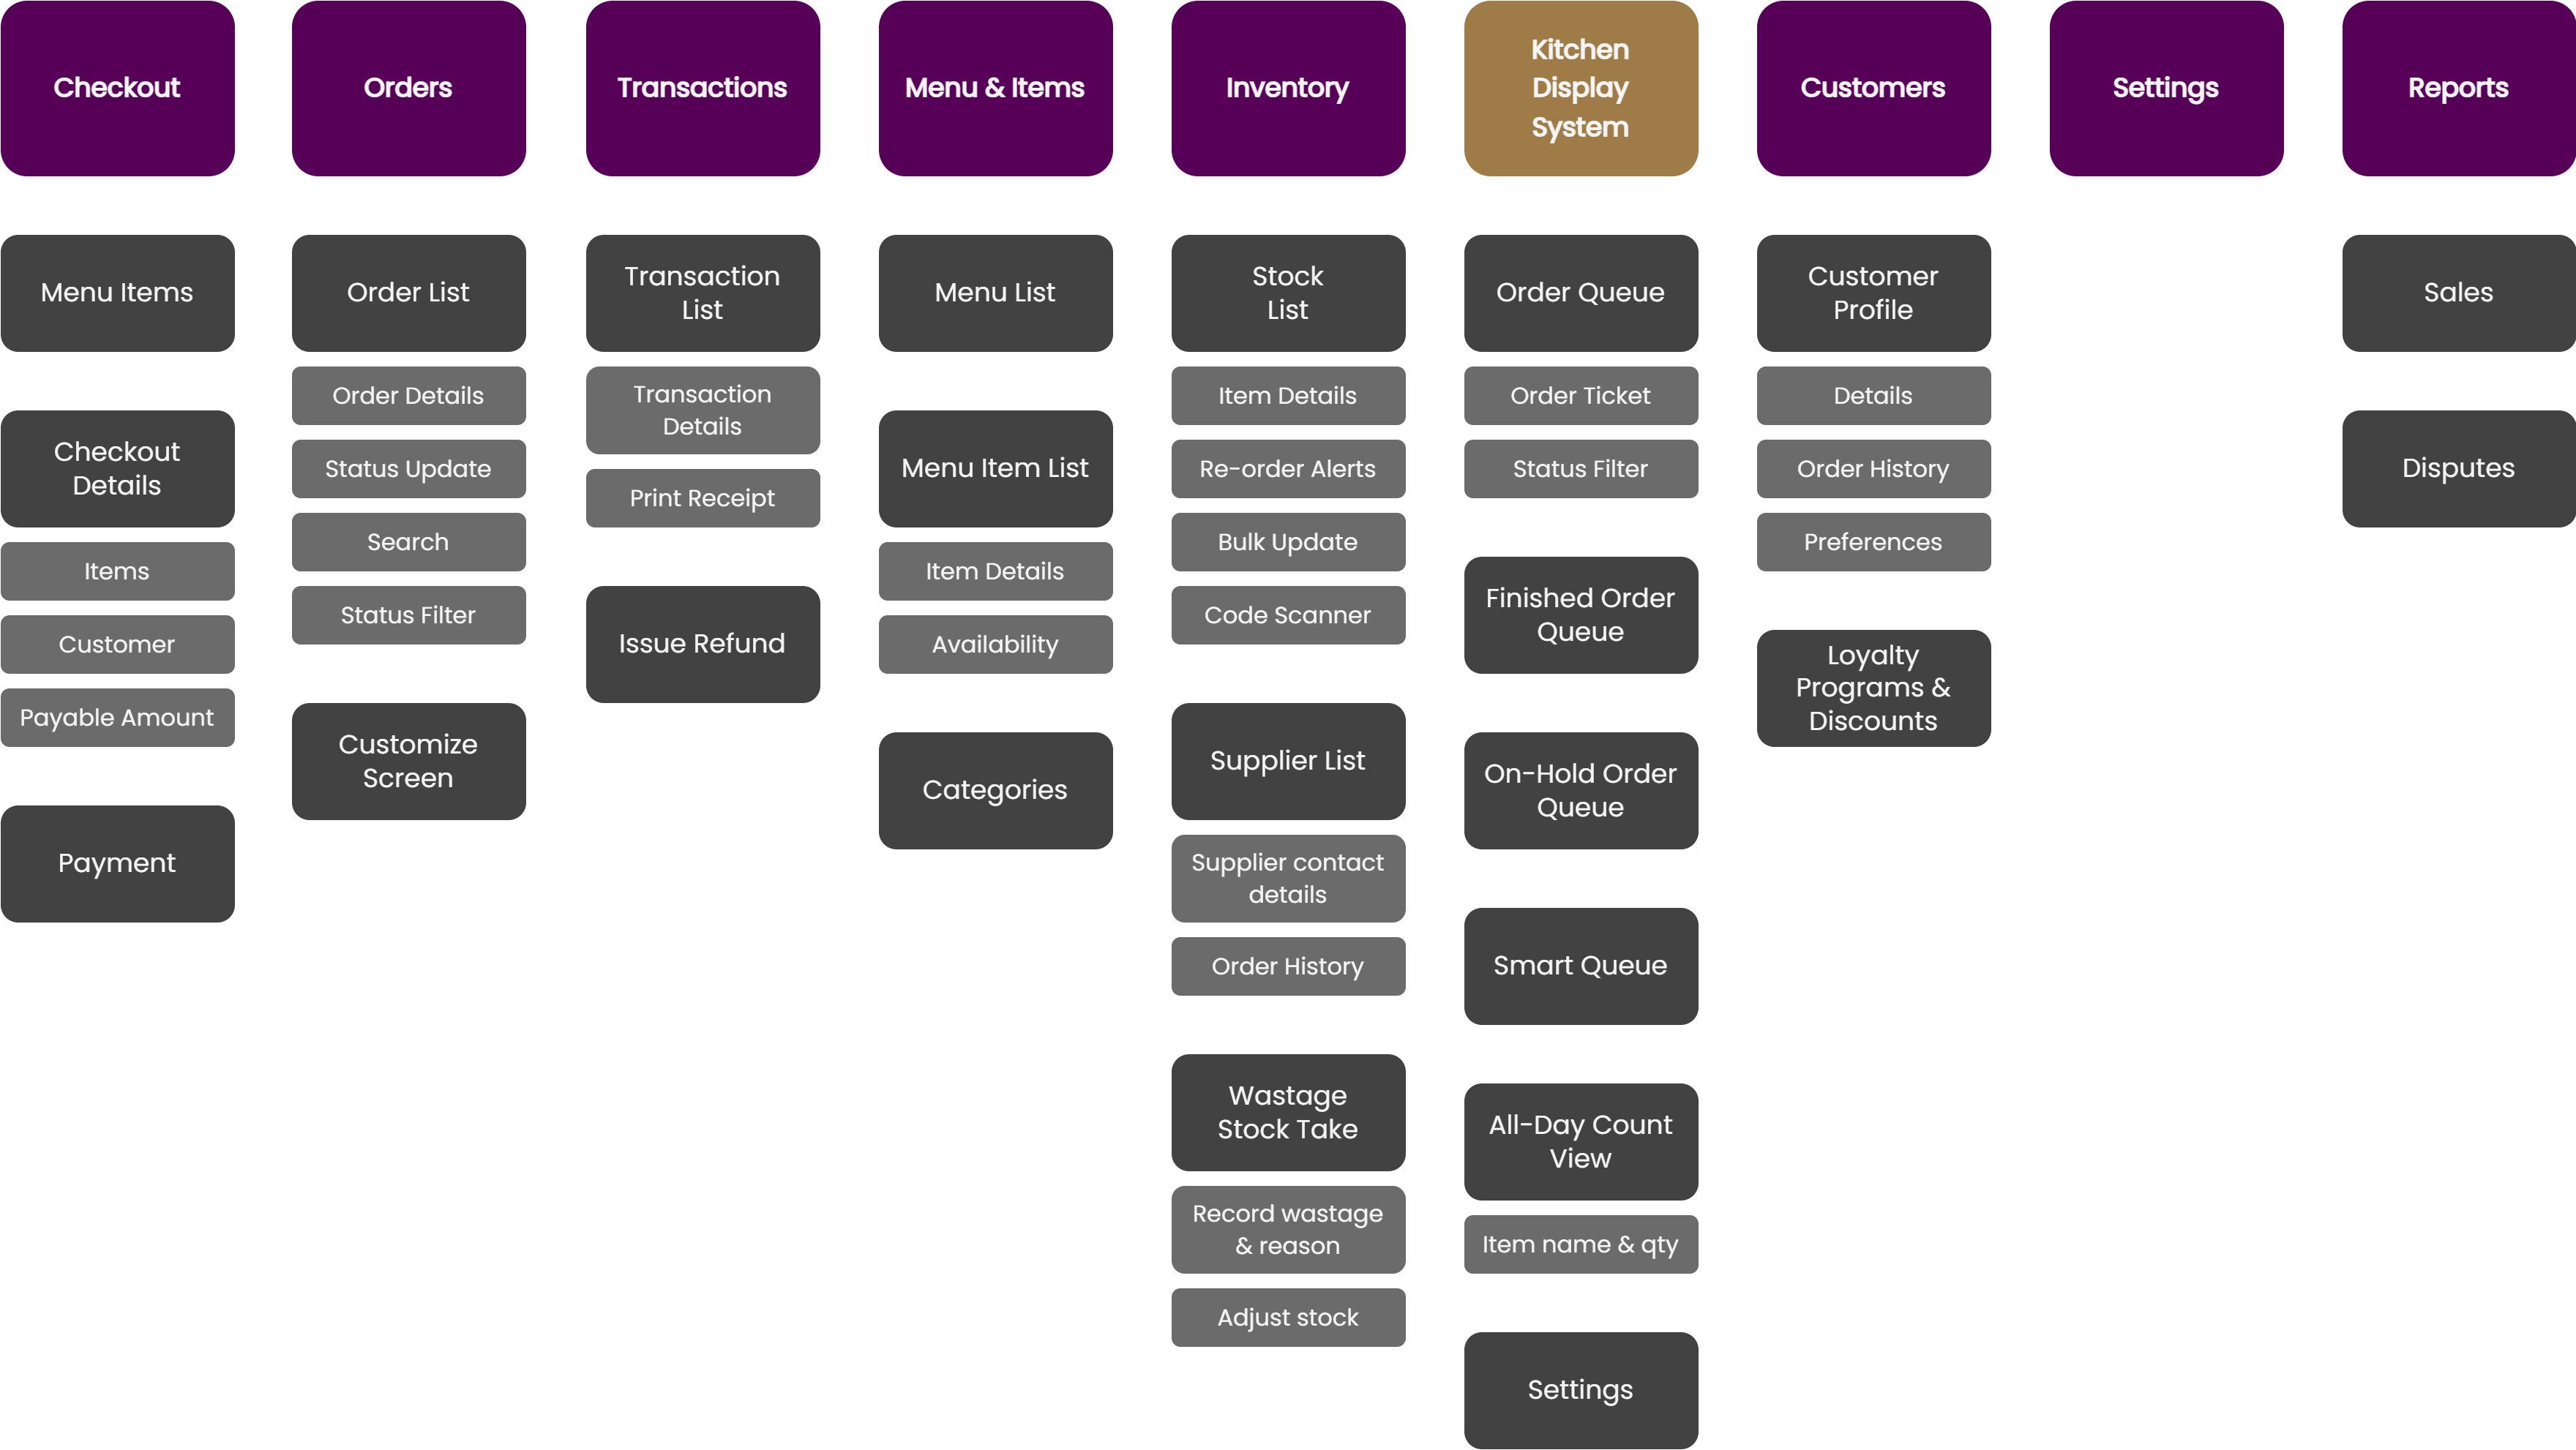 Checkout
Orders
Transactions
Menu & Items
Inventory
Kitchen
Display
System
Customers
Settings
Reports
Menu Items
Checkout
Details
Items
Customer
Payable Amount
Payment
Order List
Order Details
Status Update
Search
Status Filter
Customize
Screen
Transaction
List
Transaction
Details
Print Receipt
Issue Refund
Menu List
Menu Item List
Item Details
Availability
Categories
Stock
List
Item Details
Re-order Alerts
Bulk Update
Code Scanner
Supplier List
Supplier contact
details
Order History
Wastage
Stock Take
Record wastage
& reason
Adjust stock
Order Queue
Order Ticket
Status Filter
Finished Order
Queue
On-Hold Order
Queue
Smart Queue
All-Day Count
View
Item name & qty
Settings
Customer
Profile
Details
Order History
Preferences
Loyalty
Programs &
Discounts
Sales
Disputes